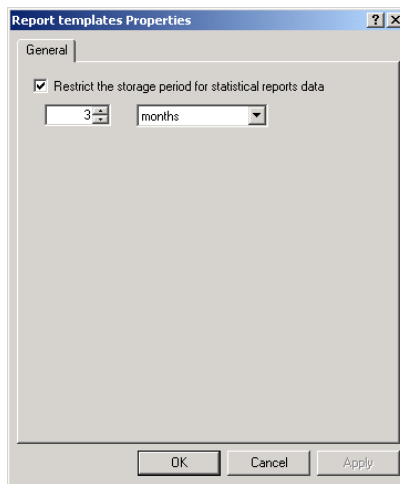 Report templates Properties
General
Restrict the storage period for statistical reports data
3 months
OK Cancel Apply